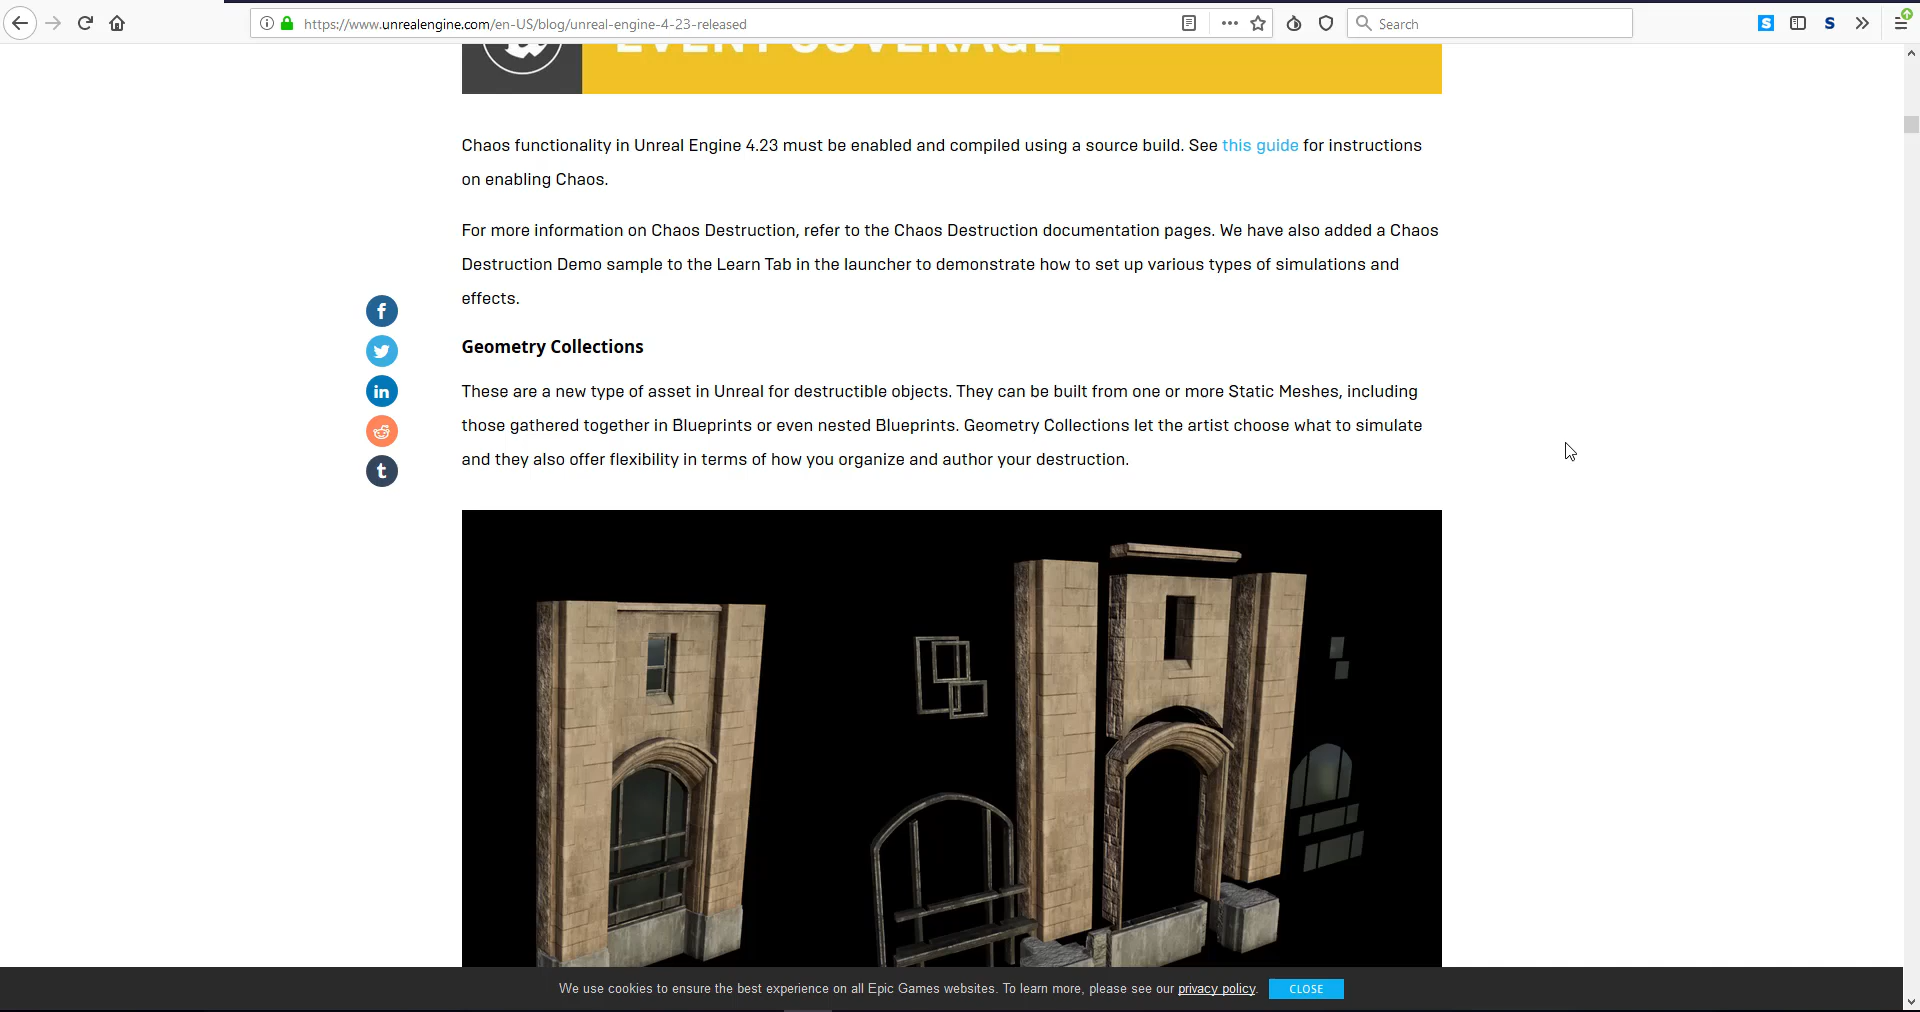 https://www.unrealengine.com/en-US/blog/unreal-engine-4-23-released
Search
EVENT COVERAGE
Chaos functionality in Unreal Engine 4.23 must be enabled and compiled using a source build. See this guide for instructions
on enabling Chaos.
For more information on Chaos Destruction, refer to the Chaos Destruction documentation pages. We have also added a Chaos
Destruction Demo sample to the Learn Tab in the launcher to demonstrate how to set up various types of simulations and
effects.
Geometry Collections
These are a new type of asset in Unreal for destructible objects. They can be built from one or more Static Meshes, including
those gathered together in Blueprints or even nested Blueprints. Geometry Collections let the artist choose what to simulate
and they also offer flexibility in terms of how you organize and author your destruction.
We use cookies to ensure the best experience on all Epic Games websites. To learn more, please see our privacy policy.
CLOSE